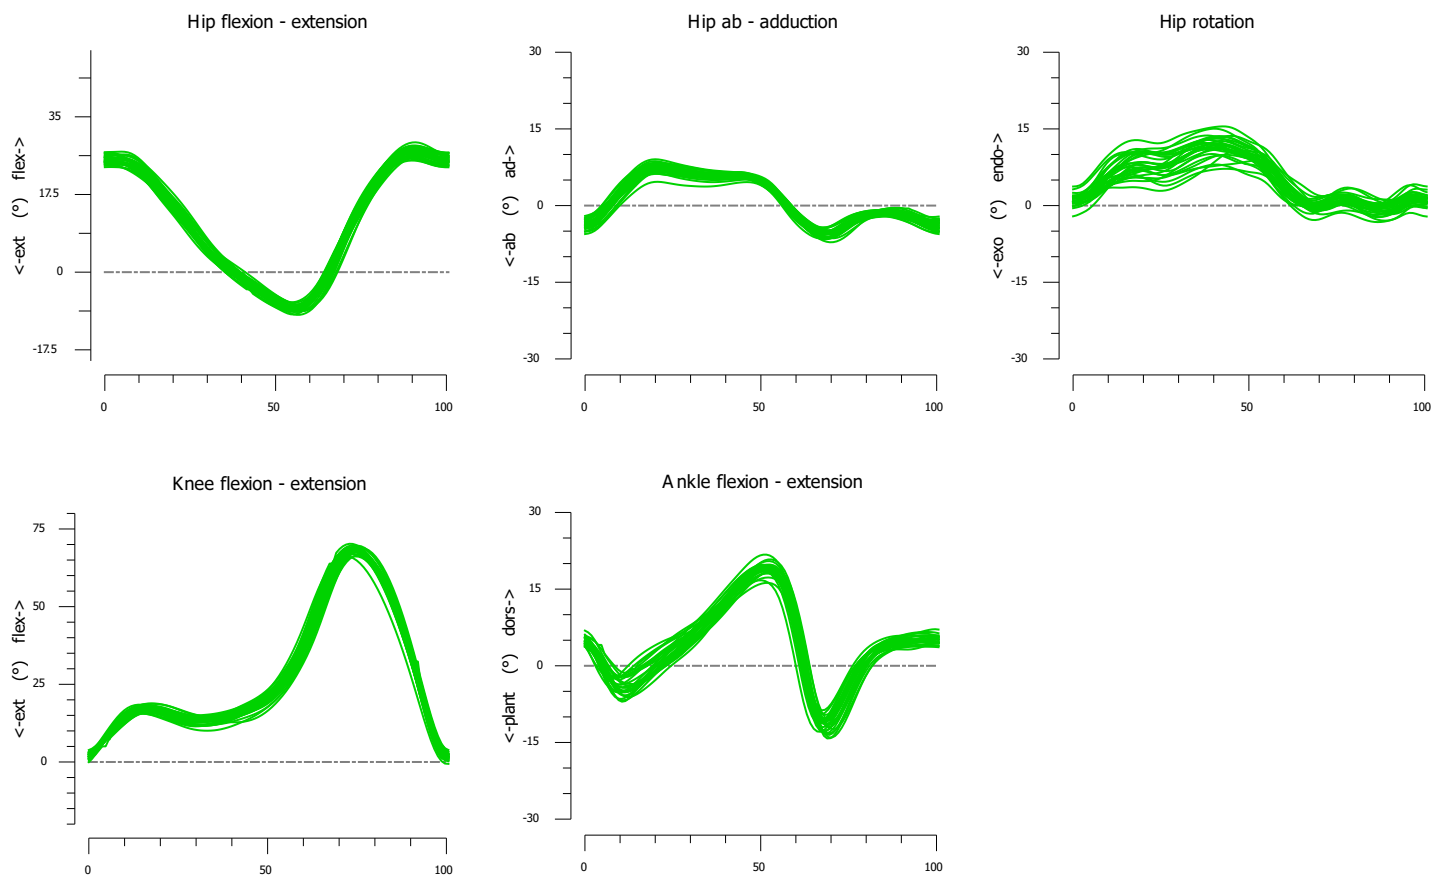 Hip flexion - extension
Hip ab - adduction
Hip rotation
<-ext (°) flex->
35
17.5
0
-17.5
0 50 100
<-ab (°) ad->
30
15
0
-15
-30
0 50 100
<-exo (°) endo->
30
15
0
-15
-30
0 50 100
Knee flexion - extension
Ankle flexion - extension
<-ext (°) flex->
75
50
25
0
0 50 100
<-plant (°) dors->
30
15
0
-15
-30
0 50 100